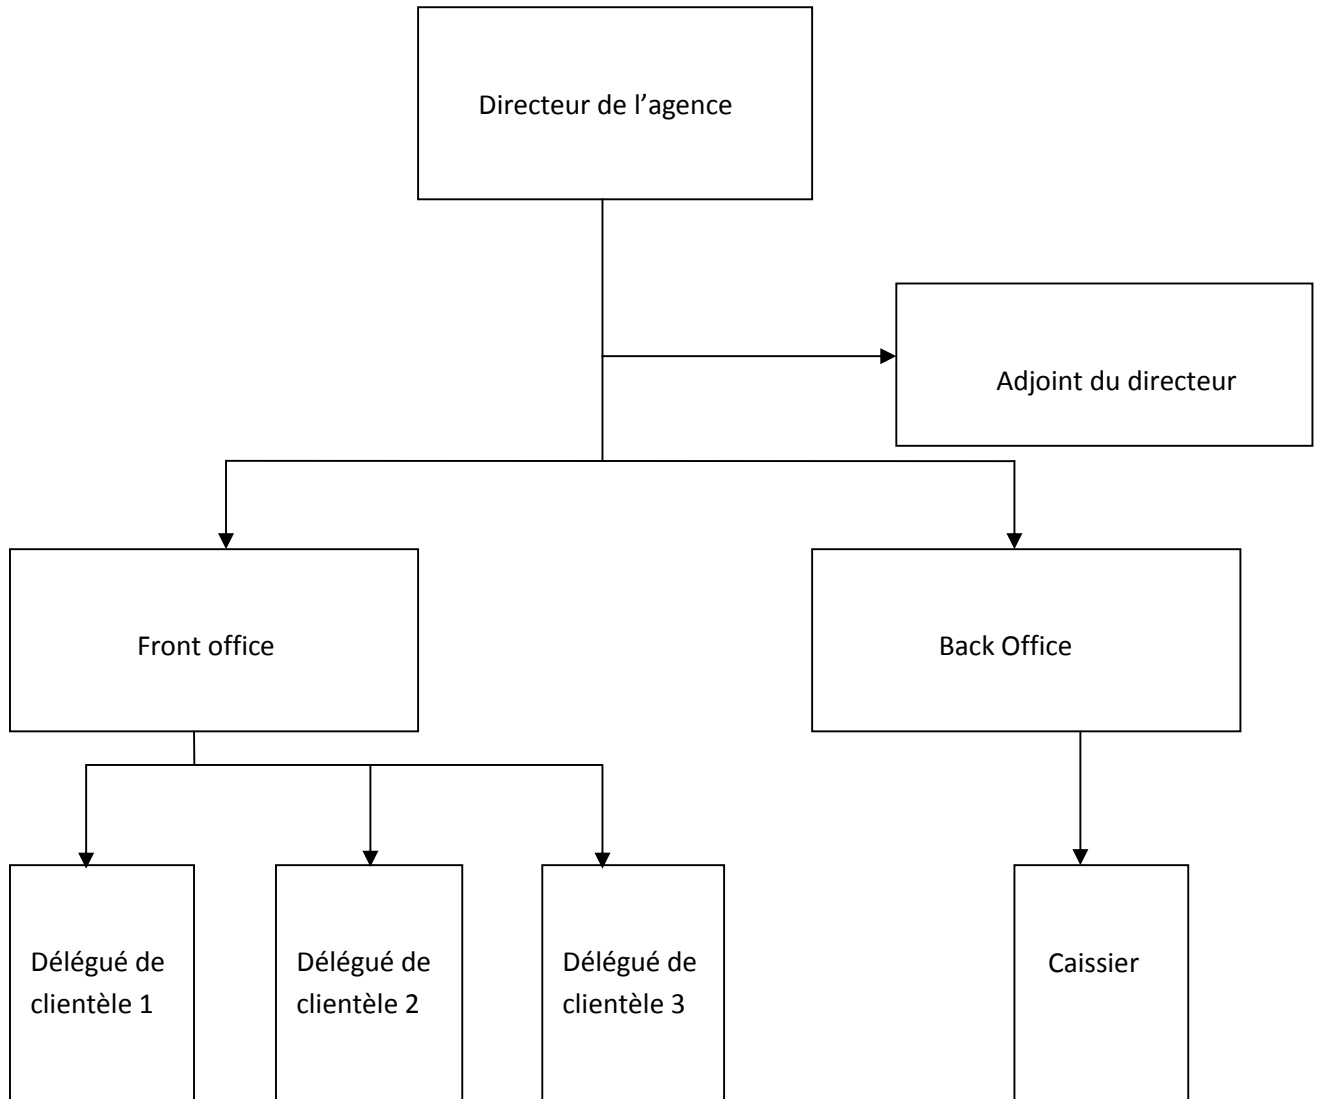 Directeur de l’agence
Adjoint du directeur
Front office
Back Office
Délégué de
clientèle 1
Délégué de
clientèle 2
Délégué de
clientèle 3
Caissier